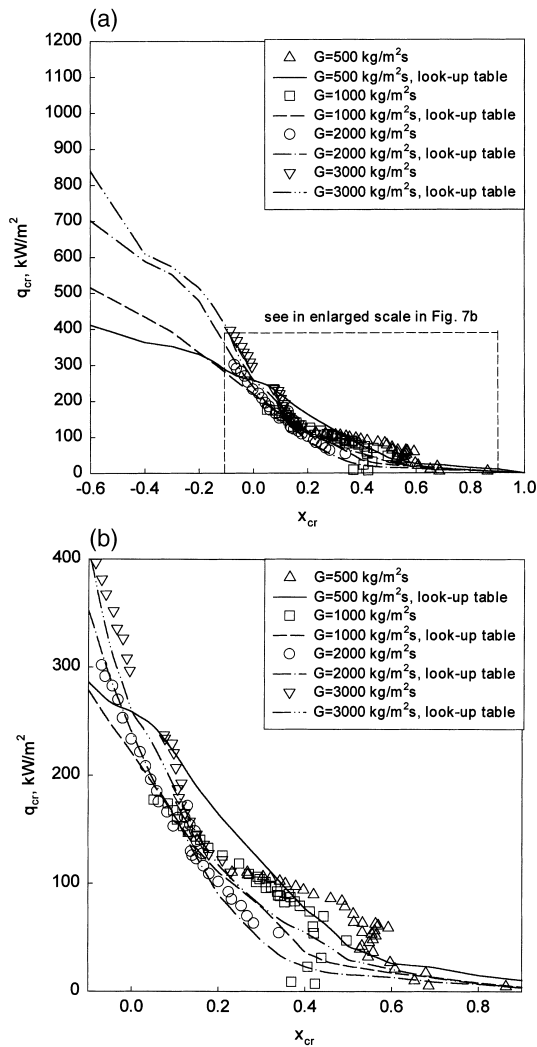 (a)
1200
1100
1000
900
800
700
600
500
400
300
200
100
0
q_cr, kW/m²
△ G=500 kg/m²s
G=500 kg/m²s, look-up table
□ G=1000 kg/m²s
G=1000 kg/m²s, look-up table
○ G=2000 kg/m²s
G=2000 kg/m²s, look-up table
▽ G=3000 kg/m²s
G=3000 kg/m²s, look-up table
see in enlarged scale in Fig. 7b
-0.6 -0.4 -0.2 0.0 0.2 0.4 0.6 0.8 1.0
x_cr
(b)
400
300
200
100
0
q_cr, kW/m²
△ G=500 kg/m²s
G=500 kg/m²s, look-up table
□ G=1000 kg/m²s
G=1000 kg/m²s, look-up table
○ G=2000 kg/m²s
G=2000 kg/m²s, look-up table
▽ G=3000 kg/m²s
G=3000 kg/m²s, look-up table
0.0 0.2 0.4 0.6 0.8
x_cr